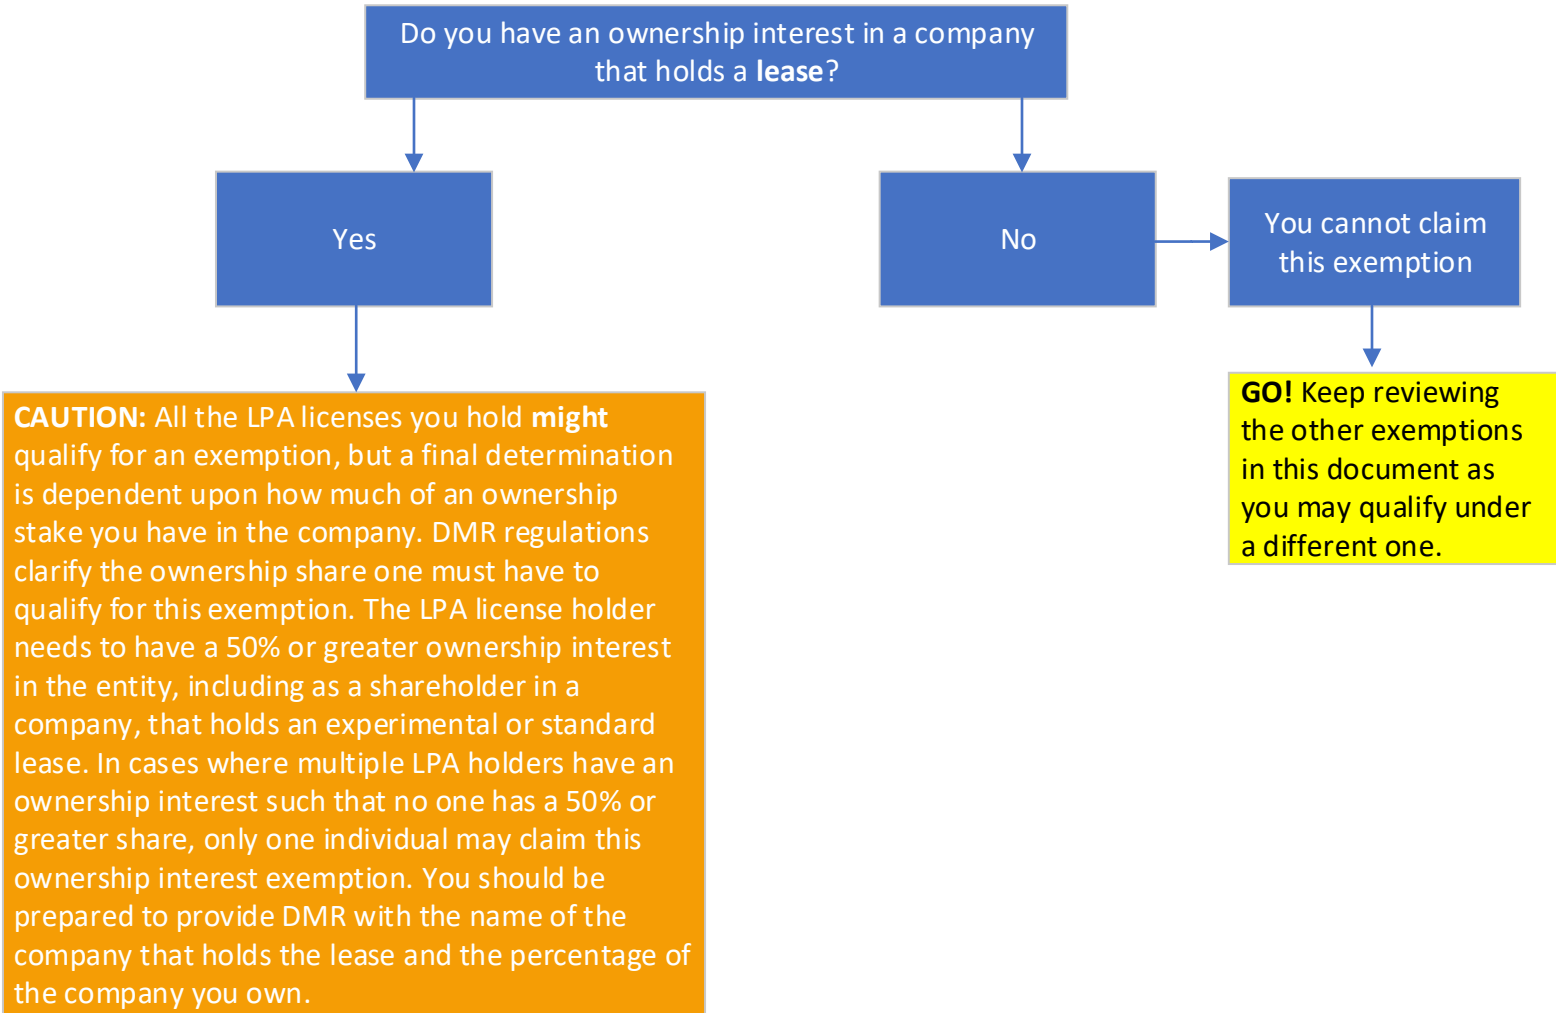 Do you have an ownership interest in a company
that holds a lease?
Yes
No
You cannot claim
this exemption
CAUTION: All the LPA licenses you hold might
qualify for an exemption, but a final determination
is dependent upon how much of an ownership
stake you have in the company. DMR regulations
clarify the ownership share one must have to
qualify for this exemption. The LPA license holder
needs to have a 50% or greater ownership interest
in the entity, including as a shareholder in a
company, that holds an experimental or standard
lease. In cases where multiple LPA holders have an
ownership interest such that no one has a 50% or
greater share, only one individual may claim this
ownership interest exemption. You should be
prepared to provide DMR with the name of the
company that holds the lease and the percentage of
the company you own.
GO! Keep reviewing
the other exemptions
in this document as
you may qualify under
a different one.